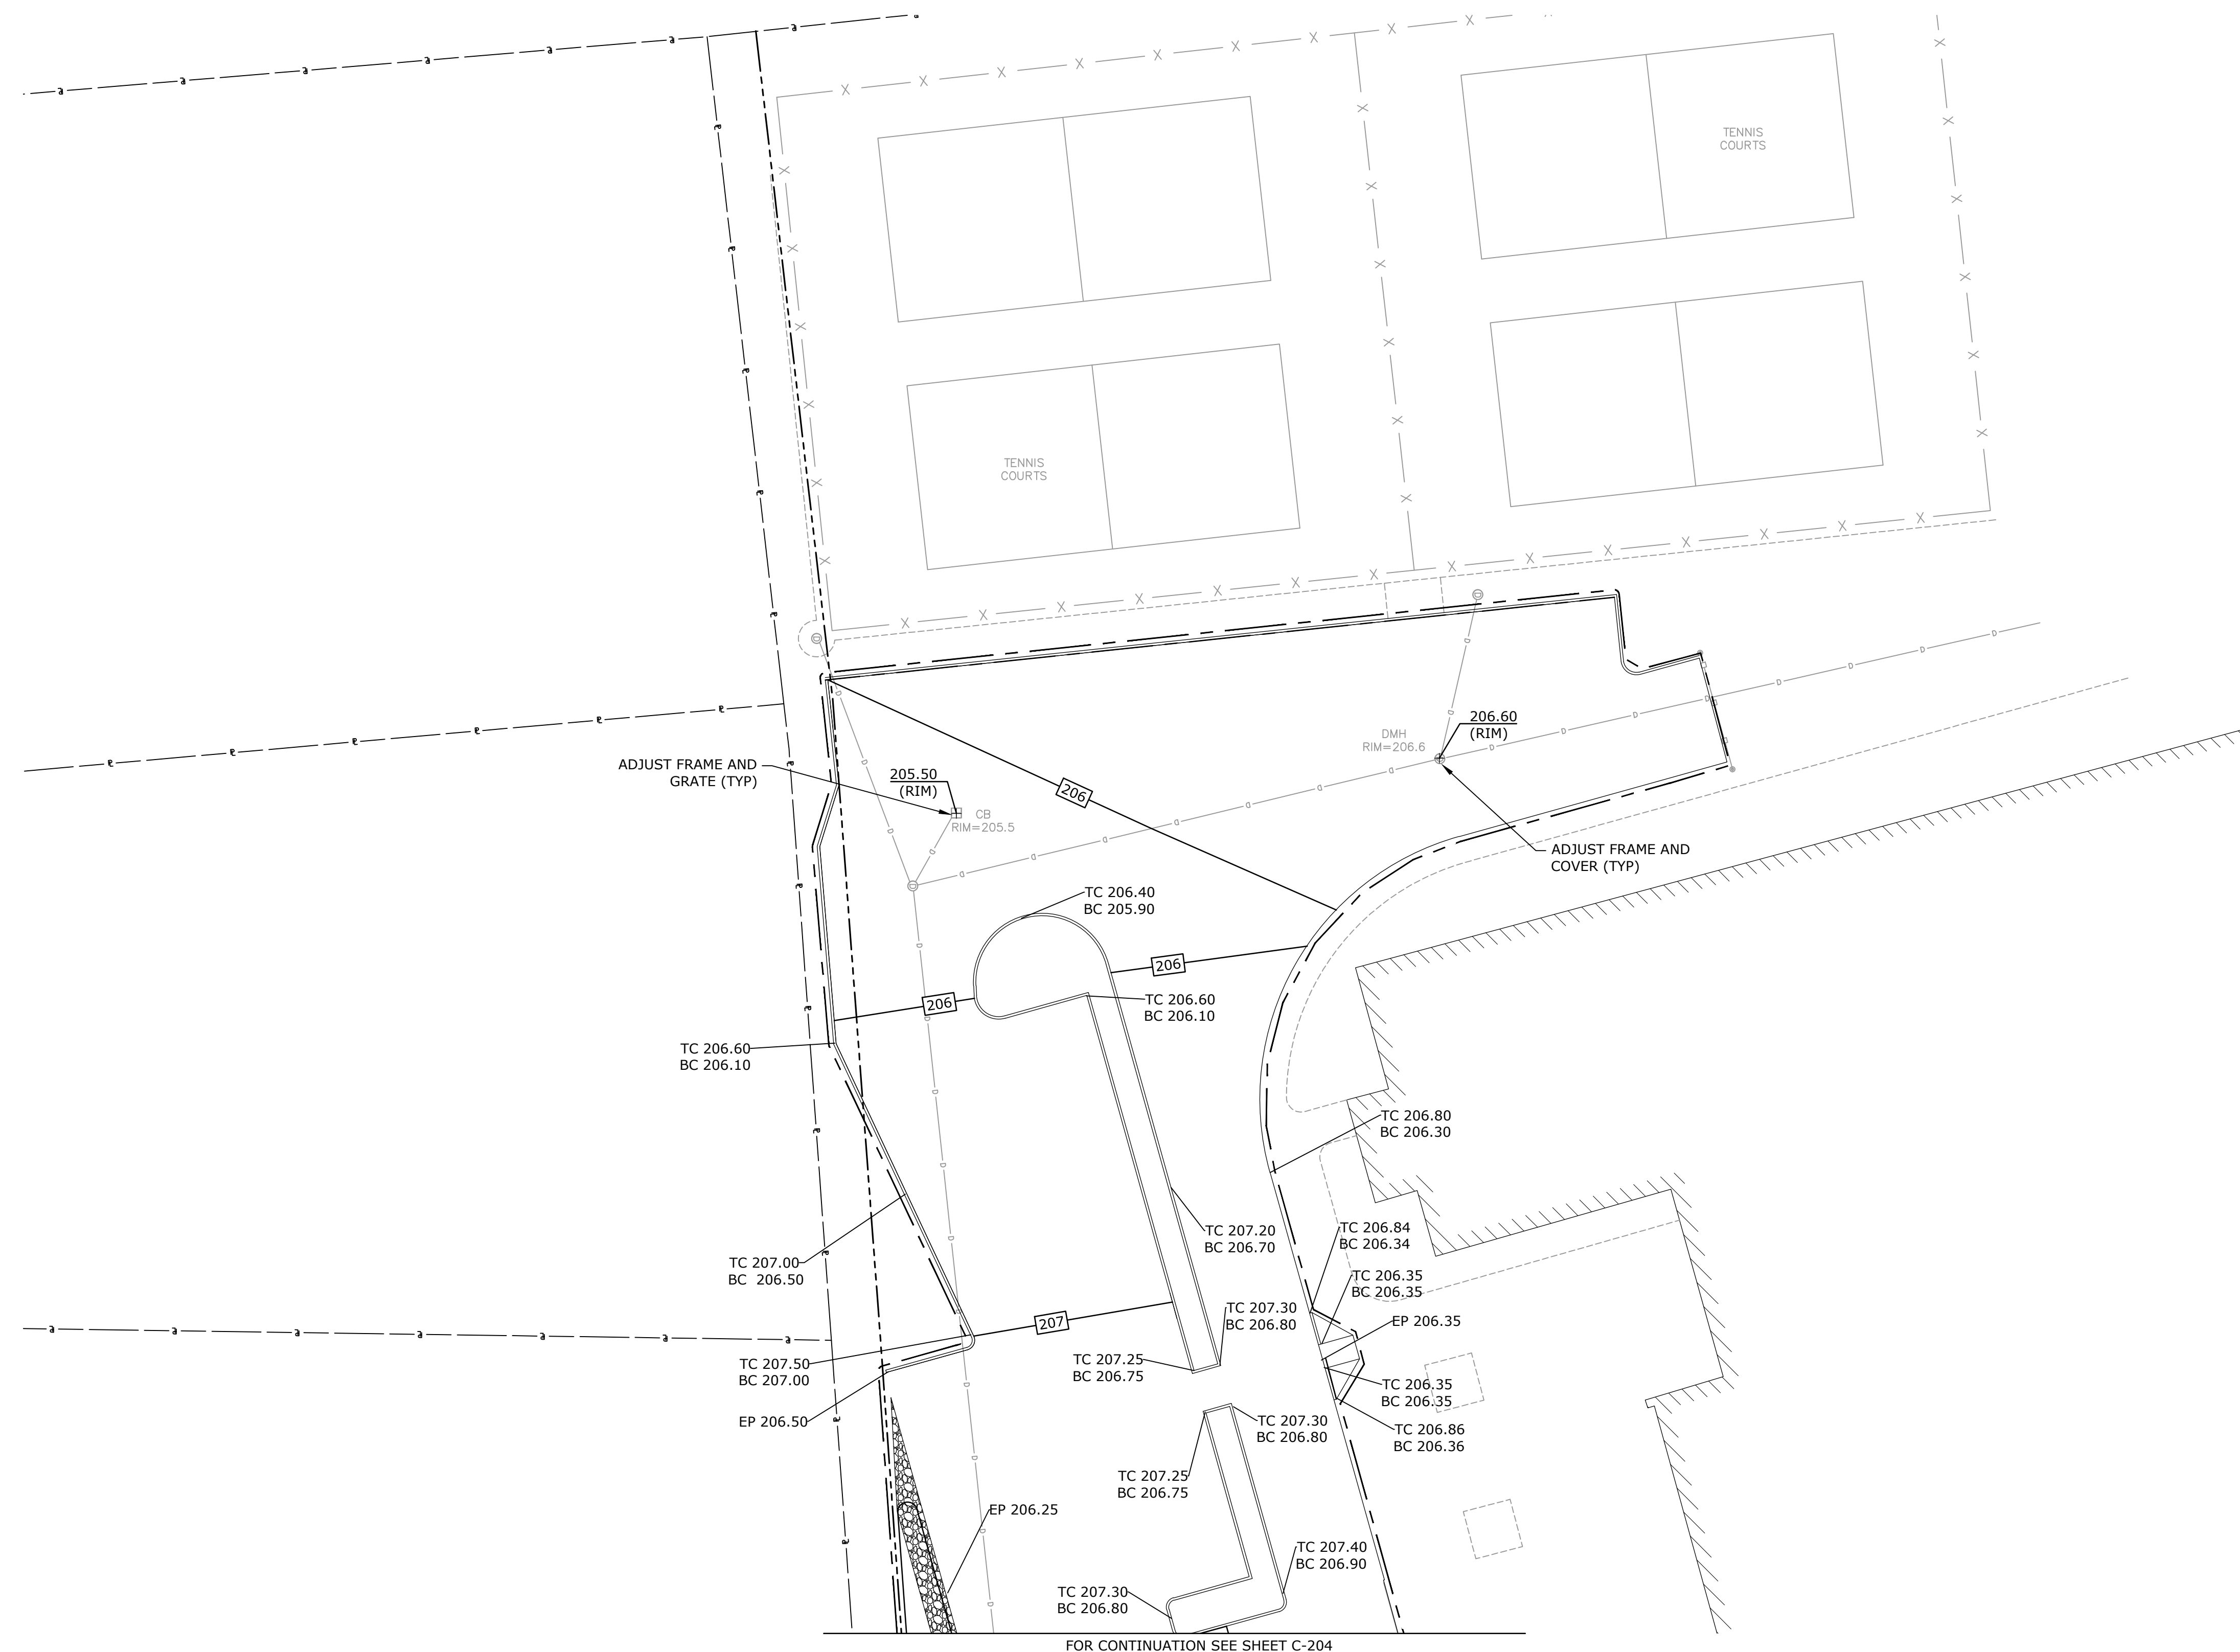 TENNIS
COURTS
TENNIS
COURTS
206.60
(RIM)
DMH
RIM=206.6
ADJUST FRAME AND
GRATE (TYP)
205.50
(RIM)
CB
RIM=205.5
206
ADJUST FRAME AND
COVER (TYP)
TC 206.40
BC 205.90
206
206
TC 206.60
BC 206.10
TC 206.60
BC 206.10
TC 206.80
BC 206.30
TC 207.20
BC 206.70
TC 206.84
BC 206.34
TC 207.00
BC 206.50
TC 206.35
BC 206.35
TC 207.30
BC 206.80
EP 206.35
207
TC 207.50
BC 207.00
TC 207.25
BC 206.75
TC 206.35
BC 206.35
EP 206.50
TC 207.30
BC 206.80
TC 206.86
BC 206.36
TC 207.25
BC 206.75
EP 206.25
TC 207.40
BC 206.90
TC 207.30
BC 206.80
FOR CONTINUATION SEE SHEET C-204